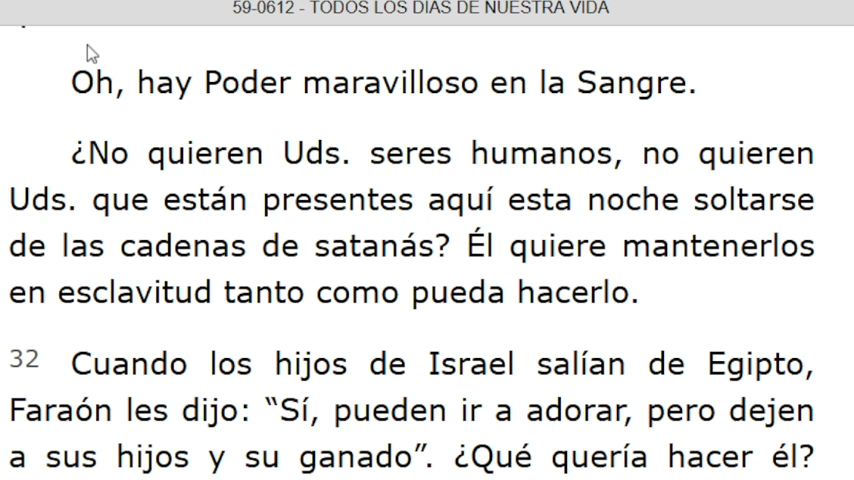 59-0612 - TODOS LOS DIAS DE NUESTRA VIDA
Oh, hay Poder maravilloso en la Sangre.
¿No quieren Uds. seres humanos, no quieren
Uds. que están presentes aquí esta noche soltarse
de las cadenas de satanás? Él quiere mantenerlos
en esclavitud tanto como pueda hacerlo.
32 Cuando los hijos de Israel salían de Egipto,
Faraón les dijo: “Sí, pueden ir a adorar, pero dejen
a sus hijos y su ganado”. ¿Qué quería hacer él?